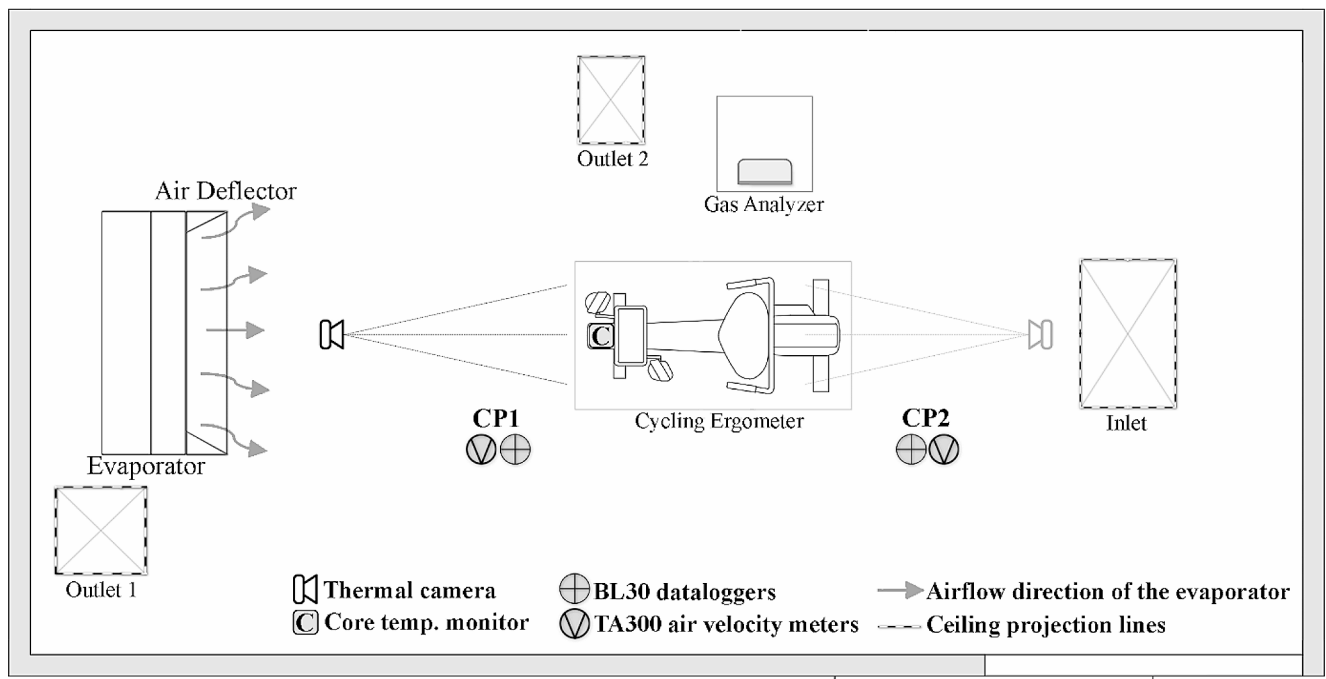 Outlet 2
Air Deflector
Gas Analyzer
C
CP1
Cycling Ergometer
CP2
Inlet
Evaporator
Outlet 1
Thermal camera
BL30 dataloggers
Airflow direction of the evaporator
C Core temp. monitor
TA300 air velocity meters
Ceiling projection lines